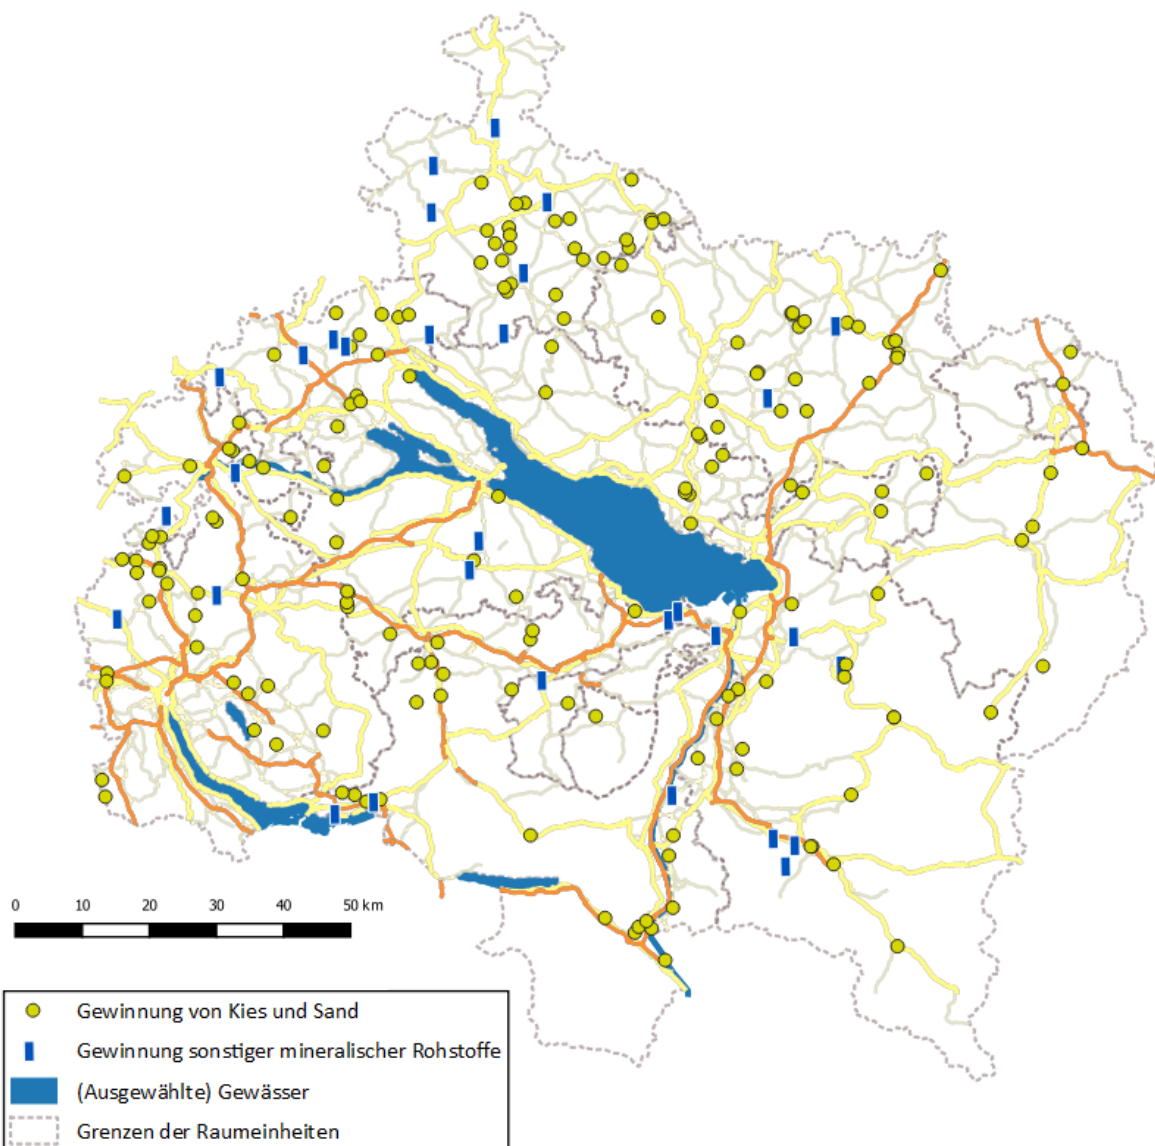 0 10 20 30 40 50 km
Gewinnung von Kies und Sand
Gewinnung sonstiger mineralischer Rohstoffe
(Ausgewählte) Gewässer
Grenzen der Raumeinheiten